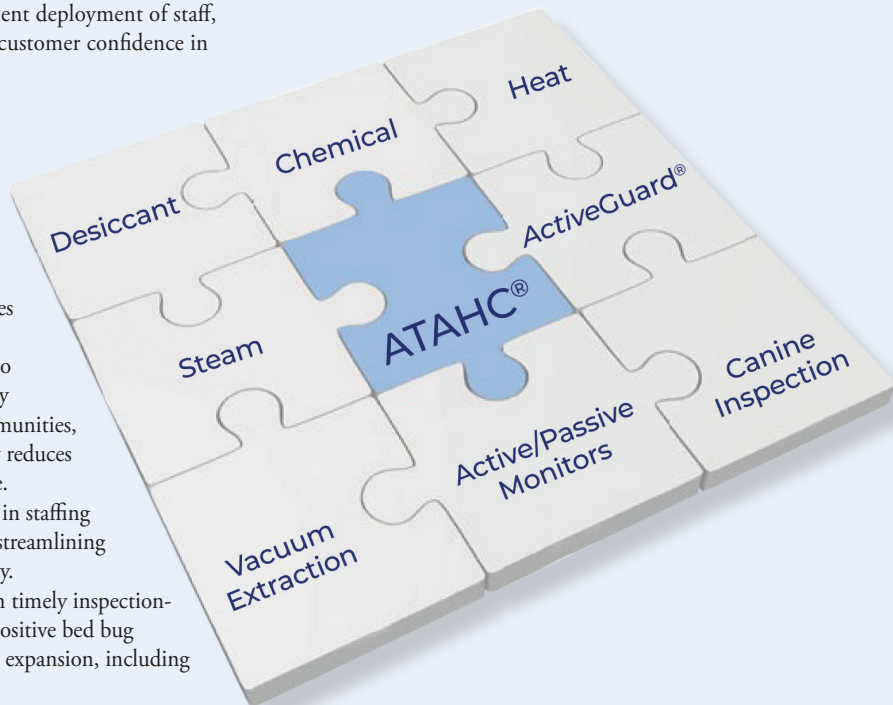 ent deployment of staff,
customer confidence in
es
to
y
munities,
y reduces
e.
in staffing
streamlining
y.
n timely inspection-
ositive bed bug
expansion, including
Desiccant
Chemical
Heat
Steam
ATAHC®
ActiveGuard®
Vacuum
Extraction
Active/Passive
Monitors
Canine
Inspection